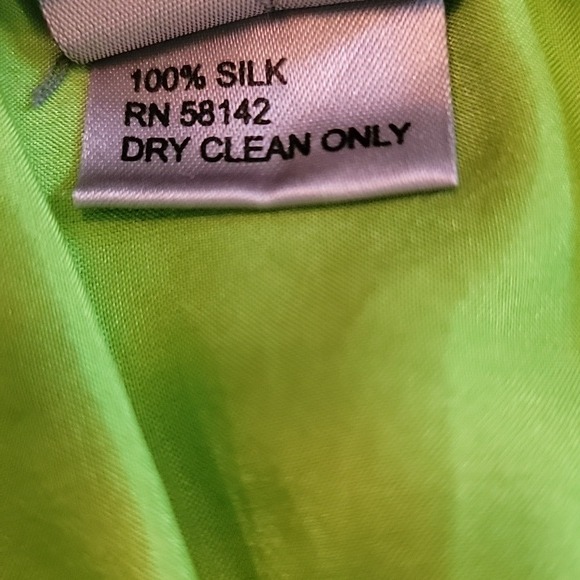 100% SILK
RN 58142
DRY CLEAN ONLY